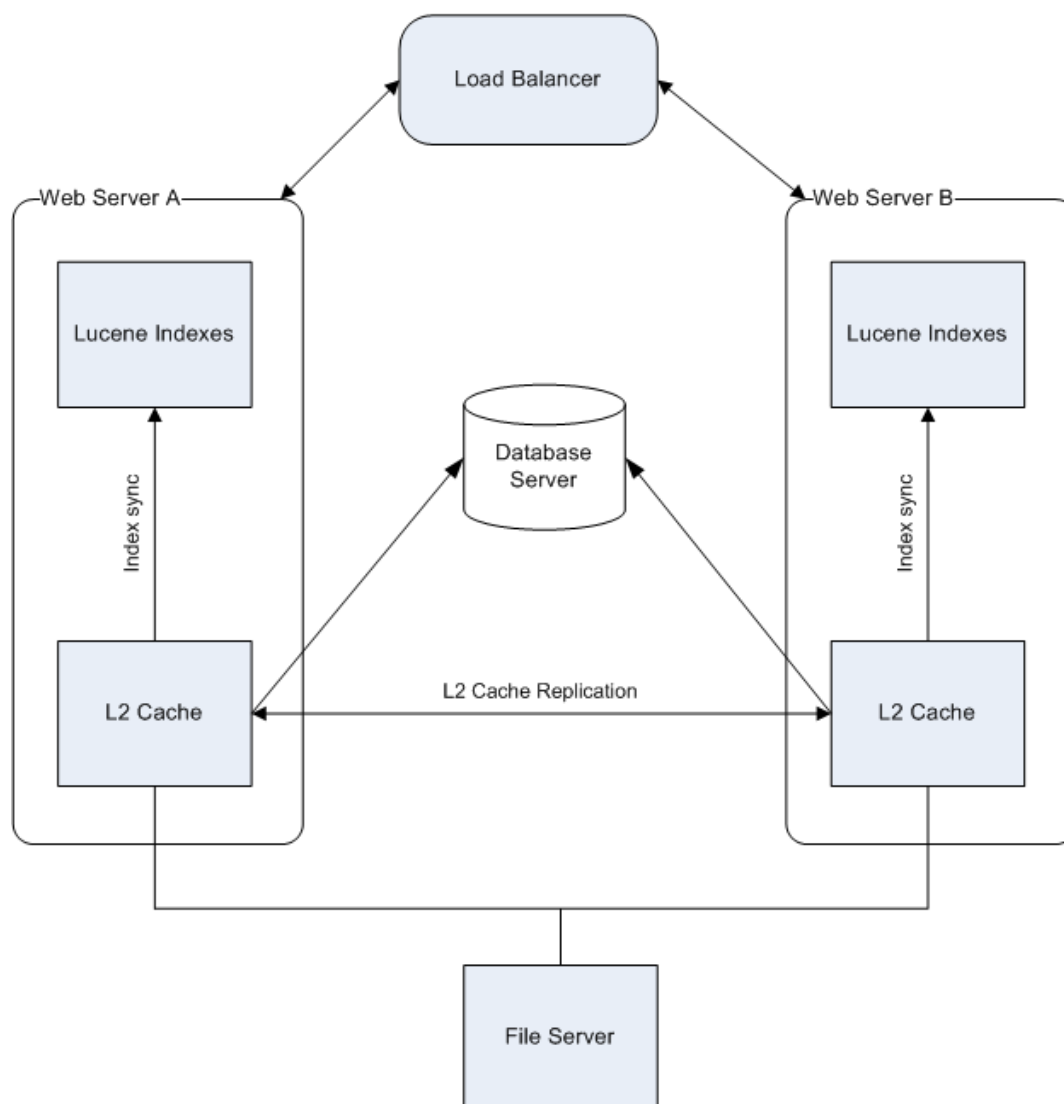 Load Balancer
Web Server A
Web Server B
Lucene Indexes
Lucene Indexes
Database
Server
Index sync
Index sync
L2 Cache Replication
L2 Cache
L2 Cache
File Server